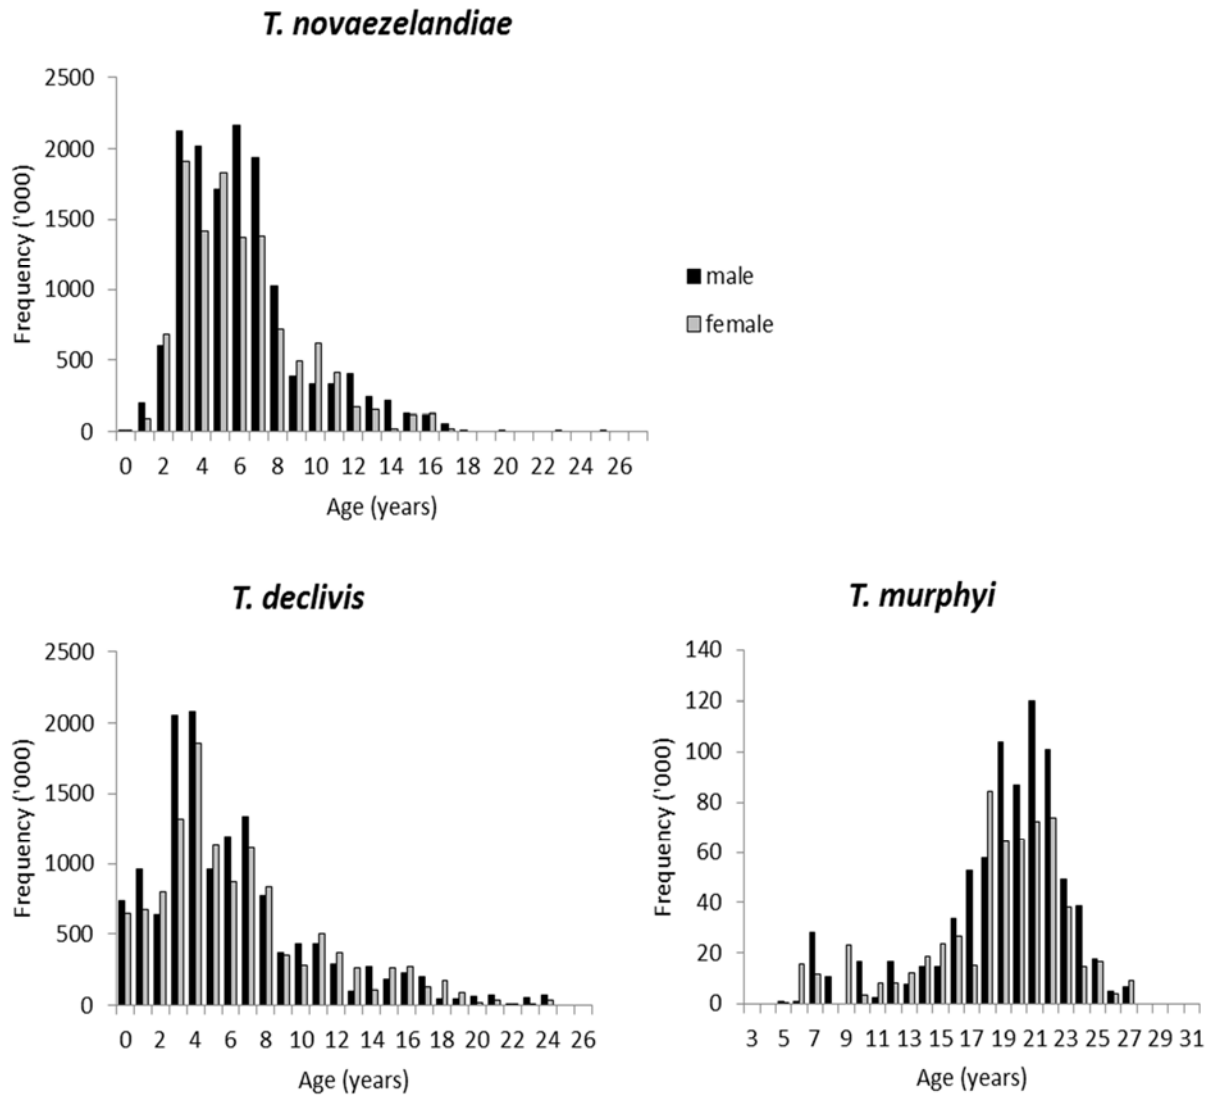 T. novaezelandiae
2500
2000
1500
1000
500
0
Frequency ('000)
0 2 4 6 8 10 12 14 16 18 20 22 24 26
Age (years)
male
female
T. declivis
2500
2000
1500
1000
500
0
Frequency ('000)
0 2 4 6 8 10 12 14 16 18 20 22 24 26
Age (years)
T. murphyi
140
120
100
80
60
40
20
0
Frequency ('000)
3 5 7 9 11 13 15 17 19 21 23 25 27 29 31
Age (years)